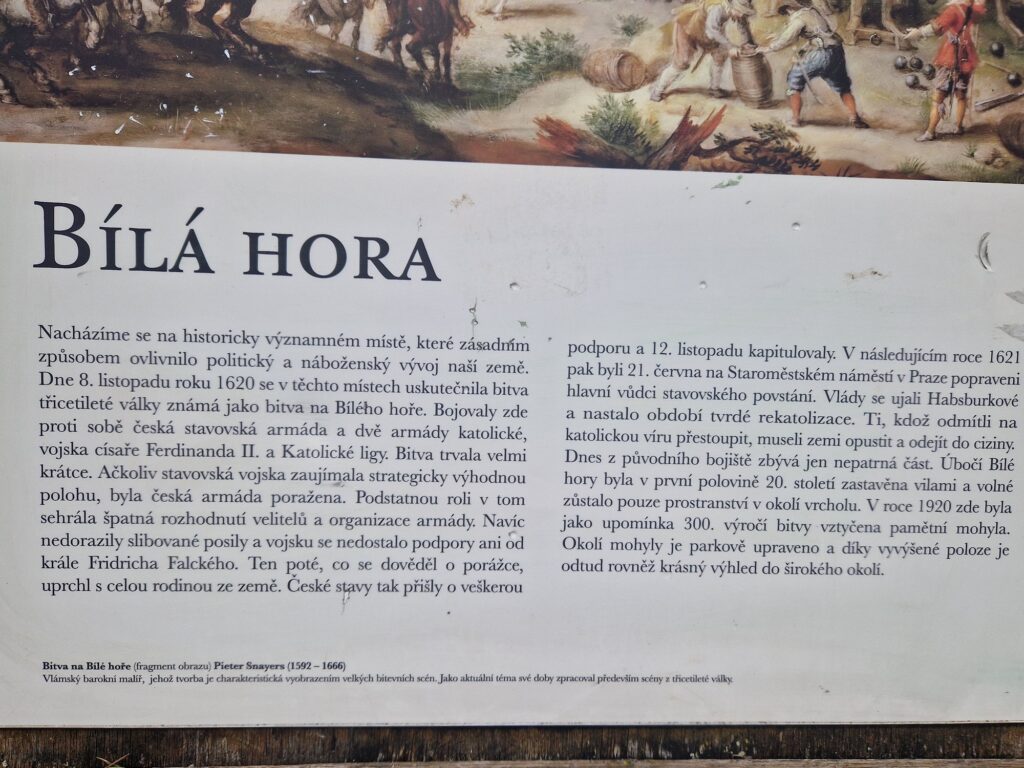 BÍLÁ HORA
Nacházíme se na historicky významném místě, které zásadním
způsobem ovlivnilo politický a náboženský vývoj naší země.
Dne 8. listopadu roku 1620 se v těchto místech uskutečnila bitva
třicetileté války známá jako bitva na Bílého hoře. Bojovaly zde
proti sobě česká stavovská armáda a dvě armády katolické,
vojska císaře Ferdinanda II. a Katolické ligy. Bitva trvala velmi
krátce. Ačkoliv stavovská vojska zaujímala strategicky výhodnou
polohu, byla česká armáda poražena. Podstatnou roli v tom
sehrála špatná rozhodnutí velitelů a organizace armády. Navíc
nedorazily slibované posily a vojsku se nedostalo podpory ani od
krále Fridricha Falckého. Ten poté, co se dověděl o porážce,
uprchl s celou rodinou ze země. České stavy tak přišly o veškerou
podporu a 12. listopadu kapitulovaly. V následujícím roce 1621
pak byli 21. června na Staroměstském náměstí v Praze popraveni
hlavní vůdci stavovského povstání. Vlády se ujali Habsburkové
a nastalo období tvrdé rekatolizace. Ti, kdož odmítli na
katolickou víru přestoupit, museli zemi opustit a odejít do ciziny.
Dnes z původního bojiště zbývá jen nepatrná část. Úbočí Bílé
hory byla v první polovině 20. století zastavěna vilami a volné
zůstalo pouze prostranství v okolí vrcholu. V roce 1920 zde byla
jako upomínka 300. výročí bitvy vztyčena pamětní mohyla.
Okolí mohyly je parkově upraveno a díky vyvýšené poloze je
odtud rovněž krásný výhled do širokého okolí.
Bitva na Bílé hoře (fragment obrazu) Pieter Snayers (1592 – 1666)
Vlámský barokní malíř, jehož tvorba je charakteristická vyobrazením velkých bitevních scén. Jako aktuální téma své doby zpracoval především scény z třicetileté války.